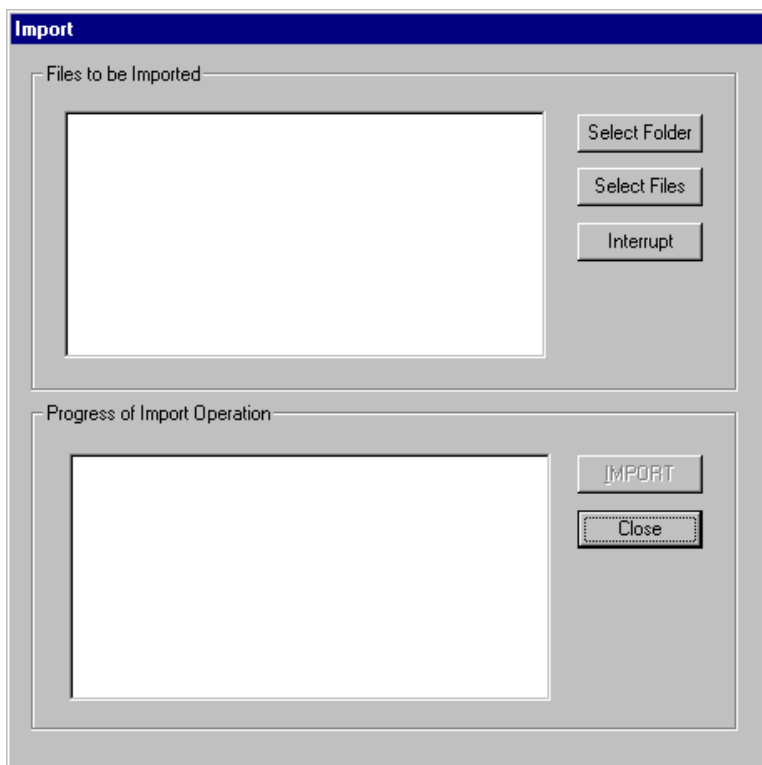 Import
Files to be Imported
Select Folder
Select Files
Interrupt
Progress of Import Operation
IMPORT
Close